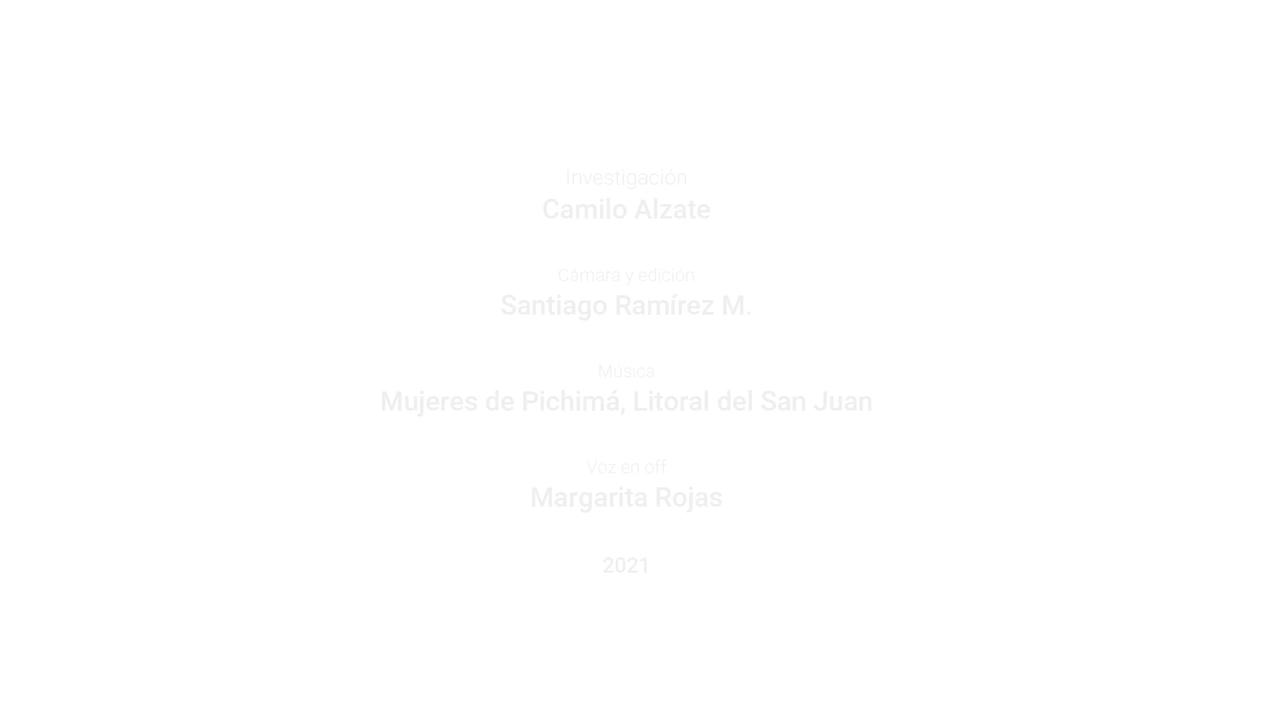 Investigación
Camilo Alzate
Cámara y edición
Santiago Ramírez M.
Música
Mujeres de Pichimá, Litoral del San Juan
Voz en off
Margarita Rojas
2021